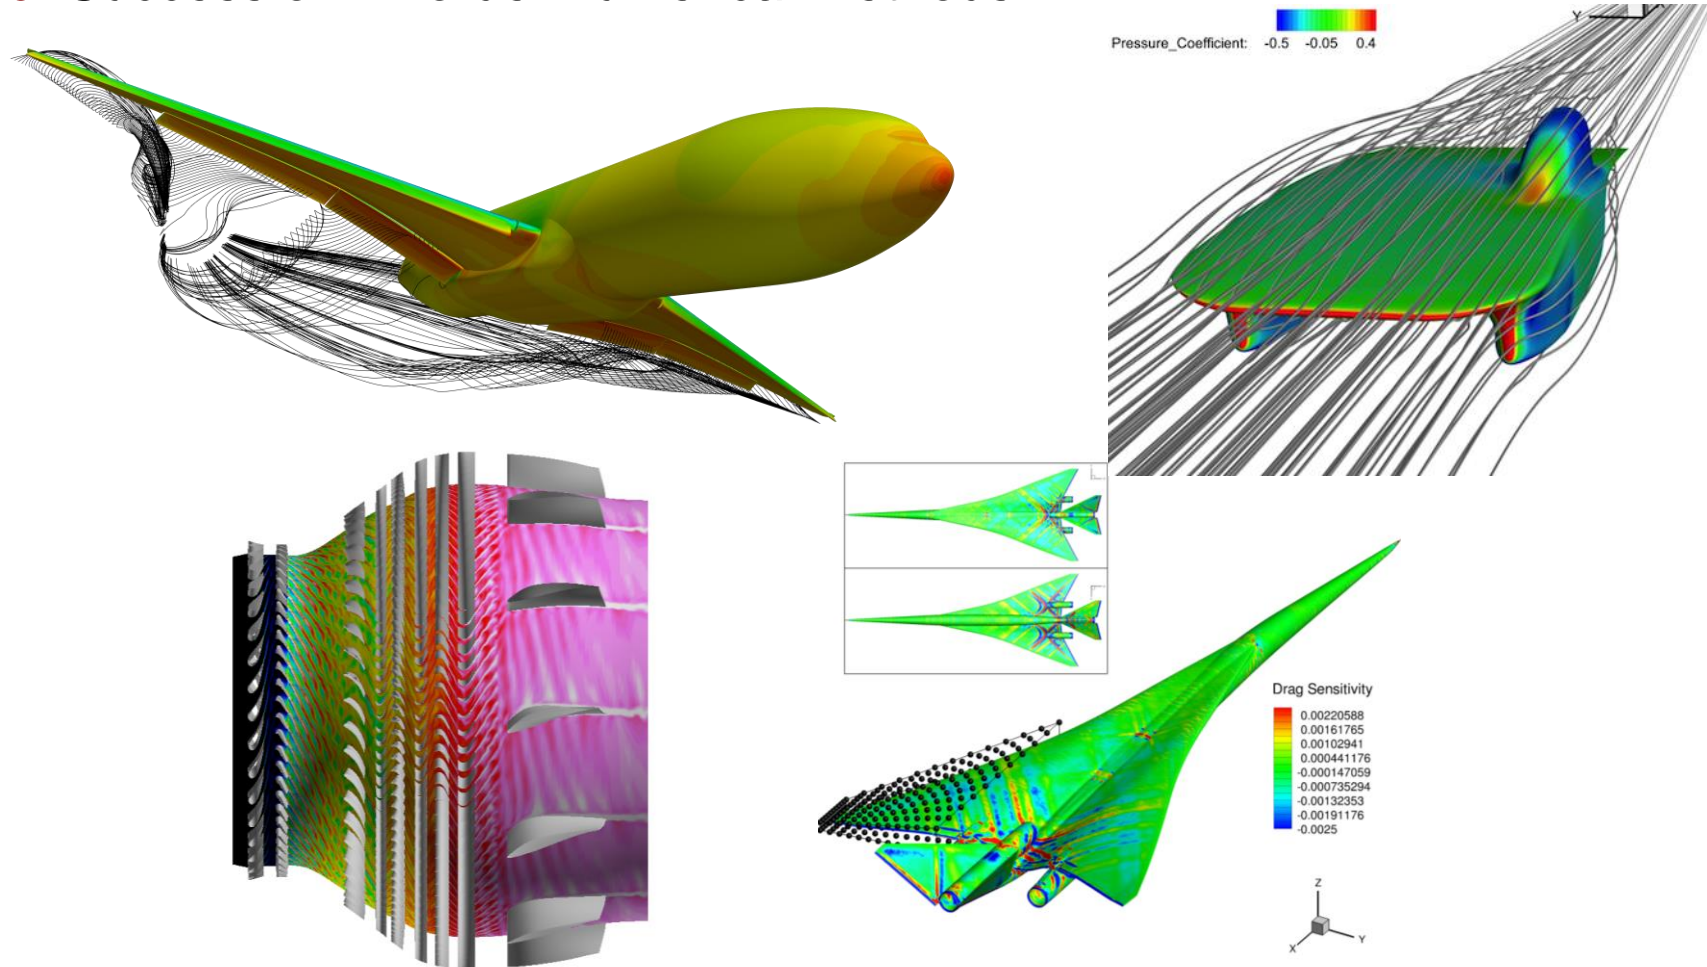 Pressure_Coefficient: -0.5 -0.05 0.4
Y
Drag Sensitivity
0.00220588
0.00161765
0.00102941
0.000441176
-0.000147059
-0.000735294
-0.00132353
-0.00191176
-0.0025
Z
X
Y